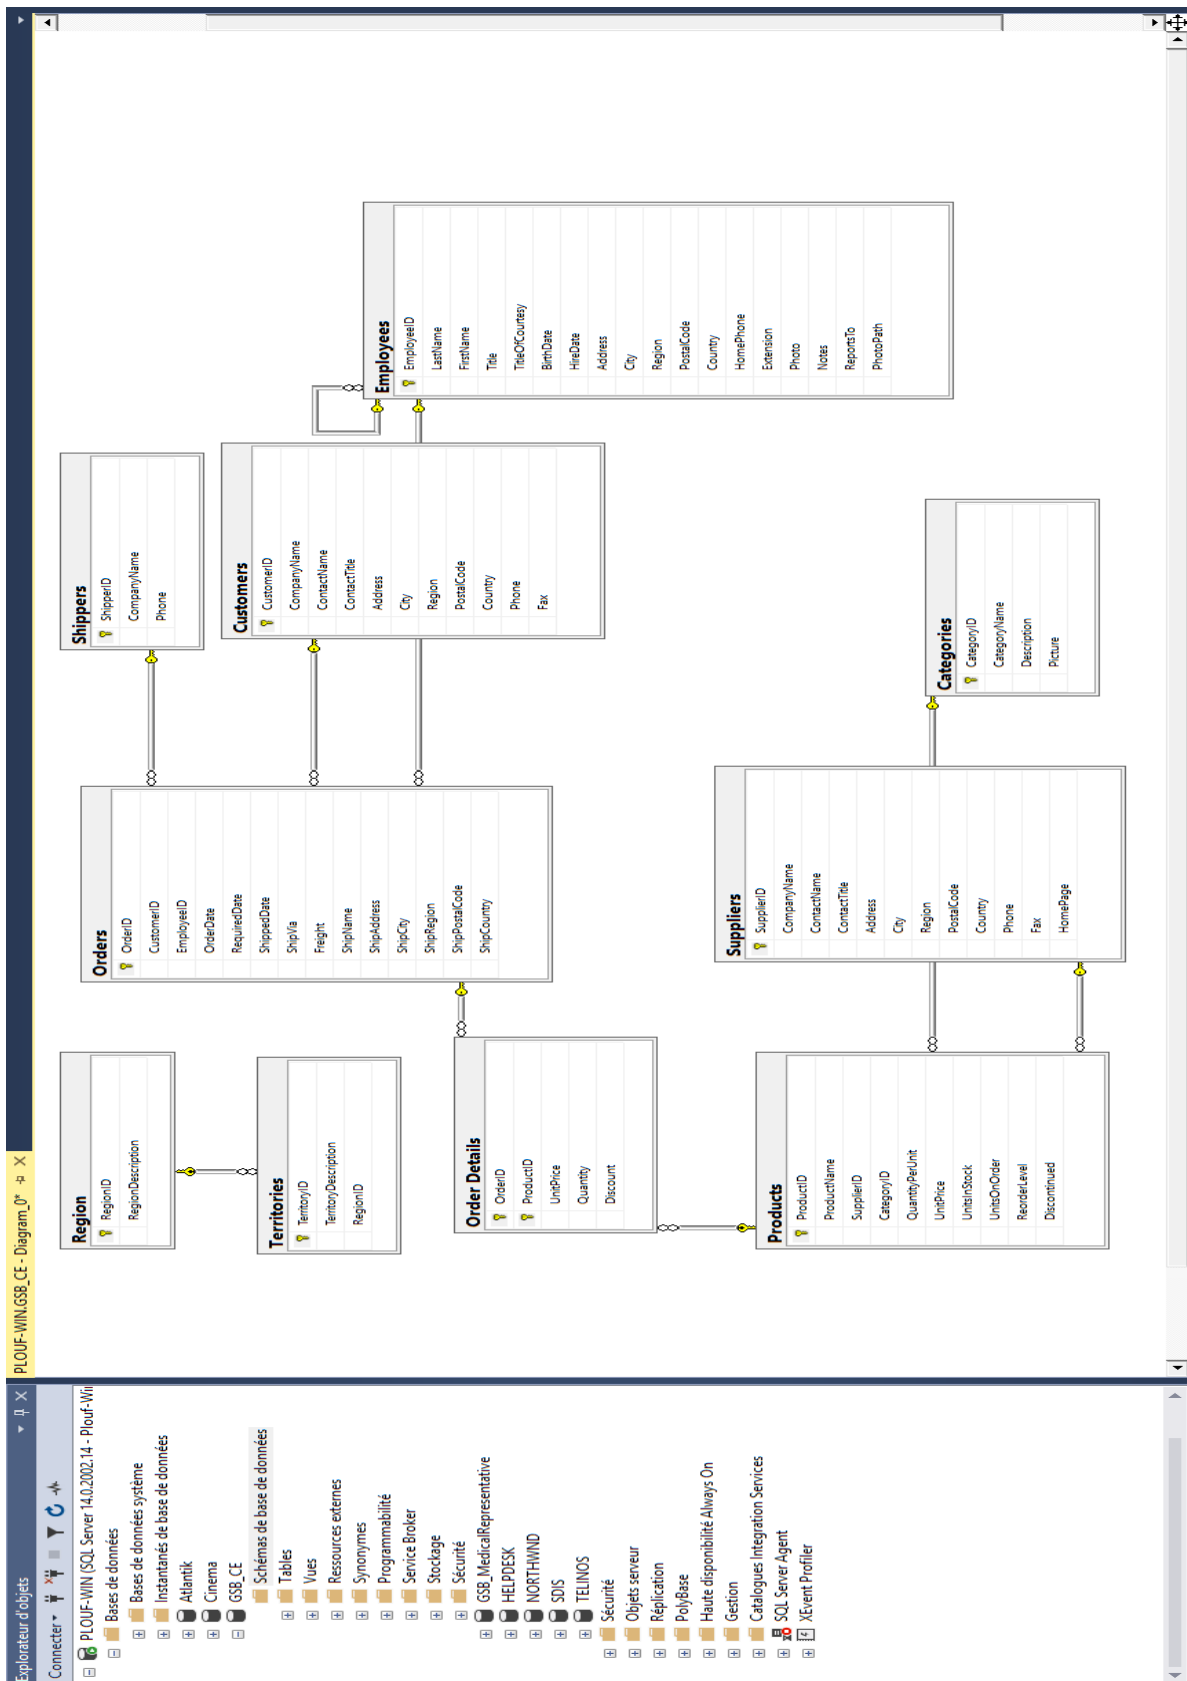 Explorateur d'objets
Connecter
PLOUF-WIN (SQL Server 14.0.2002.14 - Plouf-Wi
Bases de données
Bases de données système
Instantanés de base de données
Atlantik
Cinema
GSB_CE
Schémas de base de données
Tables
Vues
Ressources externes
Synonymes
Programmabilité
Service Broker
Stockage
Sécurité
GSB_MedicalRepresentative
HELPDESK
NORTHWND
SDIS
TELINOS
Sécurité
Objets serveur
Réplication
PolyBase
Haute disponibilité Always On
Gestion
Catalogues Integration Services
SQL Server Agent
XEvent Profiler
PLOUF-WIN.GSB_CE - Diagram_0*
Region
RegionID
RegionDescription
Territories
TerritoryID
TerritoryDescription
RegionID
Order Details
OrderID
ProductID
UnitPrice
Quantity
Discount
Products
ProductID
ProductName
SupplierID
CategoryID
QuantityPerUnit
UnitPrice
UnitsInStock
UnitsOnOrder
ReorderLevel
Discontinued
Orders
OrderID
CustomerID
EmployeeID
OrderDate
RequiredDate
ShippedDate
ShipVia
Freight
ShipName
ShipAddress
ShipCity
ShipRegion
ShipPostalCode
ShipCountry
Suppliers
SupplierID
CompanyName
ContactName
ContactTitle
Address
City
Region
PostalCode
Country
Phone
Fax
HomePage
Shippers
ShipperID
CompanyName
Phone
Customers
CustomerID
CompanyName
ContactName
ContactTitle
Address
City
Region
PostalCode
Country
Phone
Fax
Categories
CategoryID
CategoryName
Description
Picture
Employees
EmployeeID
LastName
FirstName
Title
TitleOfCourtesy
BirthDate
HireDate
Address
City
Region
PostalCode
Country
HomePhone
Extension
Photo
Notes
ReportsTo
PhotoPath